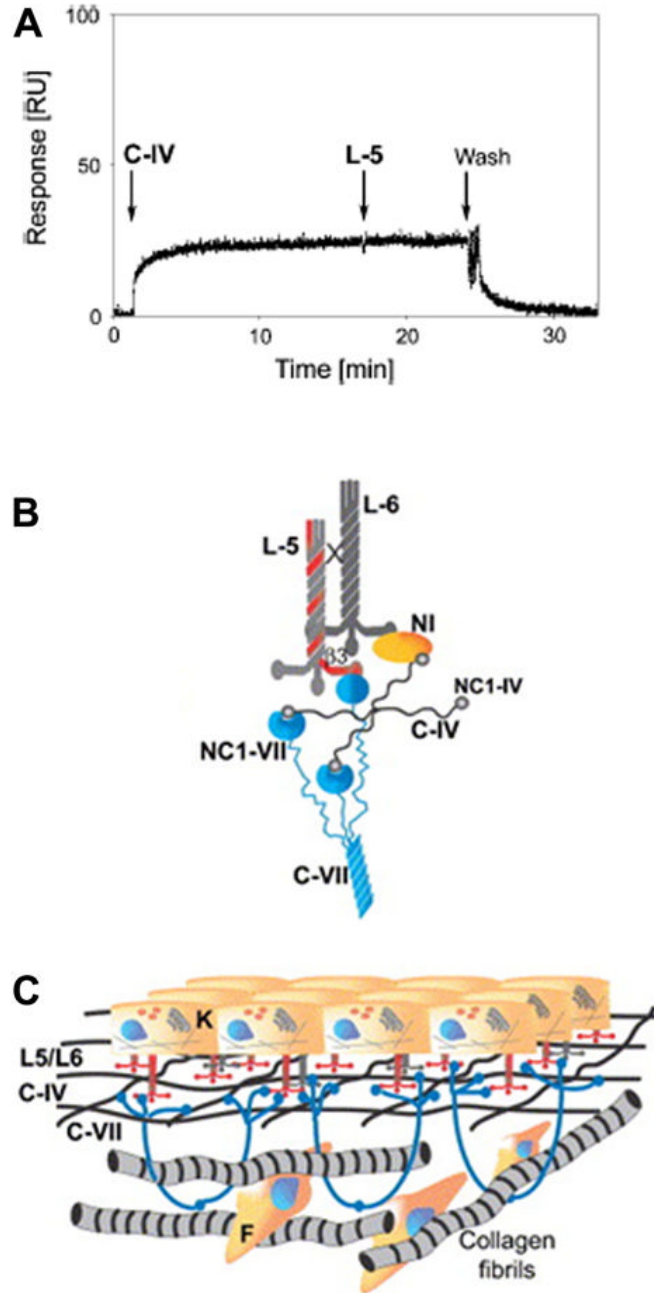 A
100
50
0
Response [RU]
C-IV
L-5
Wash
0
10
20
30
Time [min]
B
L-6
L-5
NI
β3
NC1-IV
C-IV
NC1-VII
C-VII
C
K
L5/L6
C-IV
C-VII
F
Collagen
fibrils